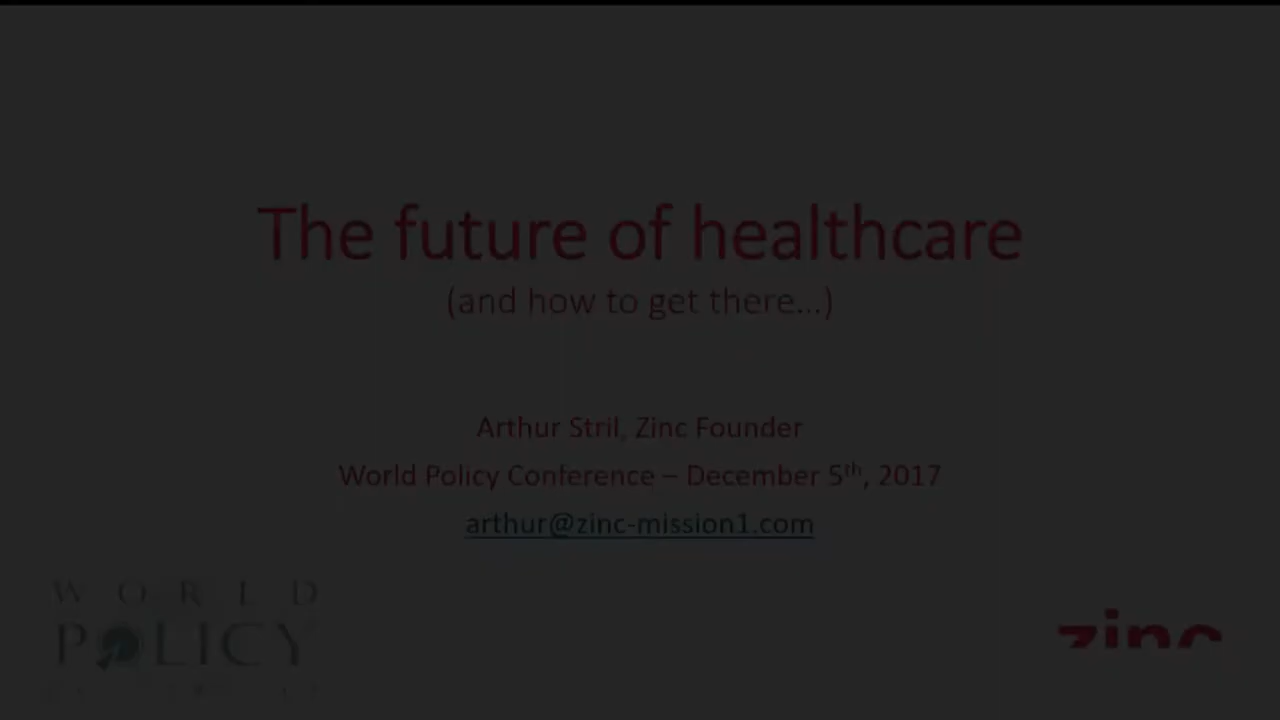 The future of healthcare
(and how to get there...)
Arthur Stril, Zinc Founder
World Policy Conference – December 5th, 2017
arthur@zinc-mission1.com
WORLD
POLICY
zinc